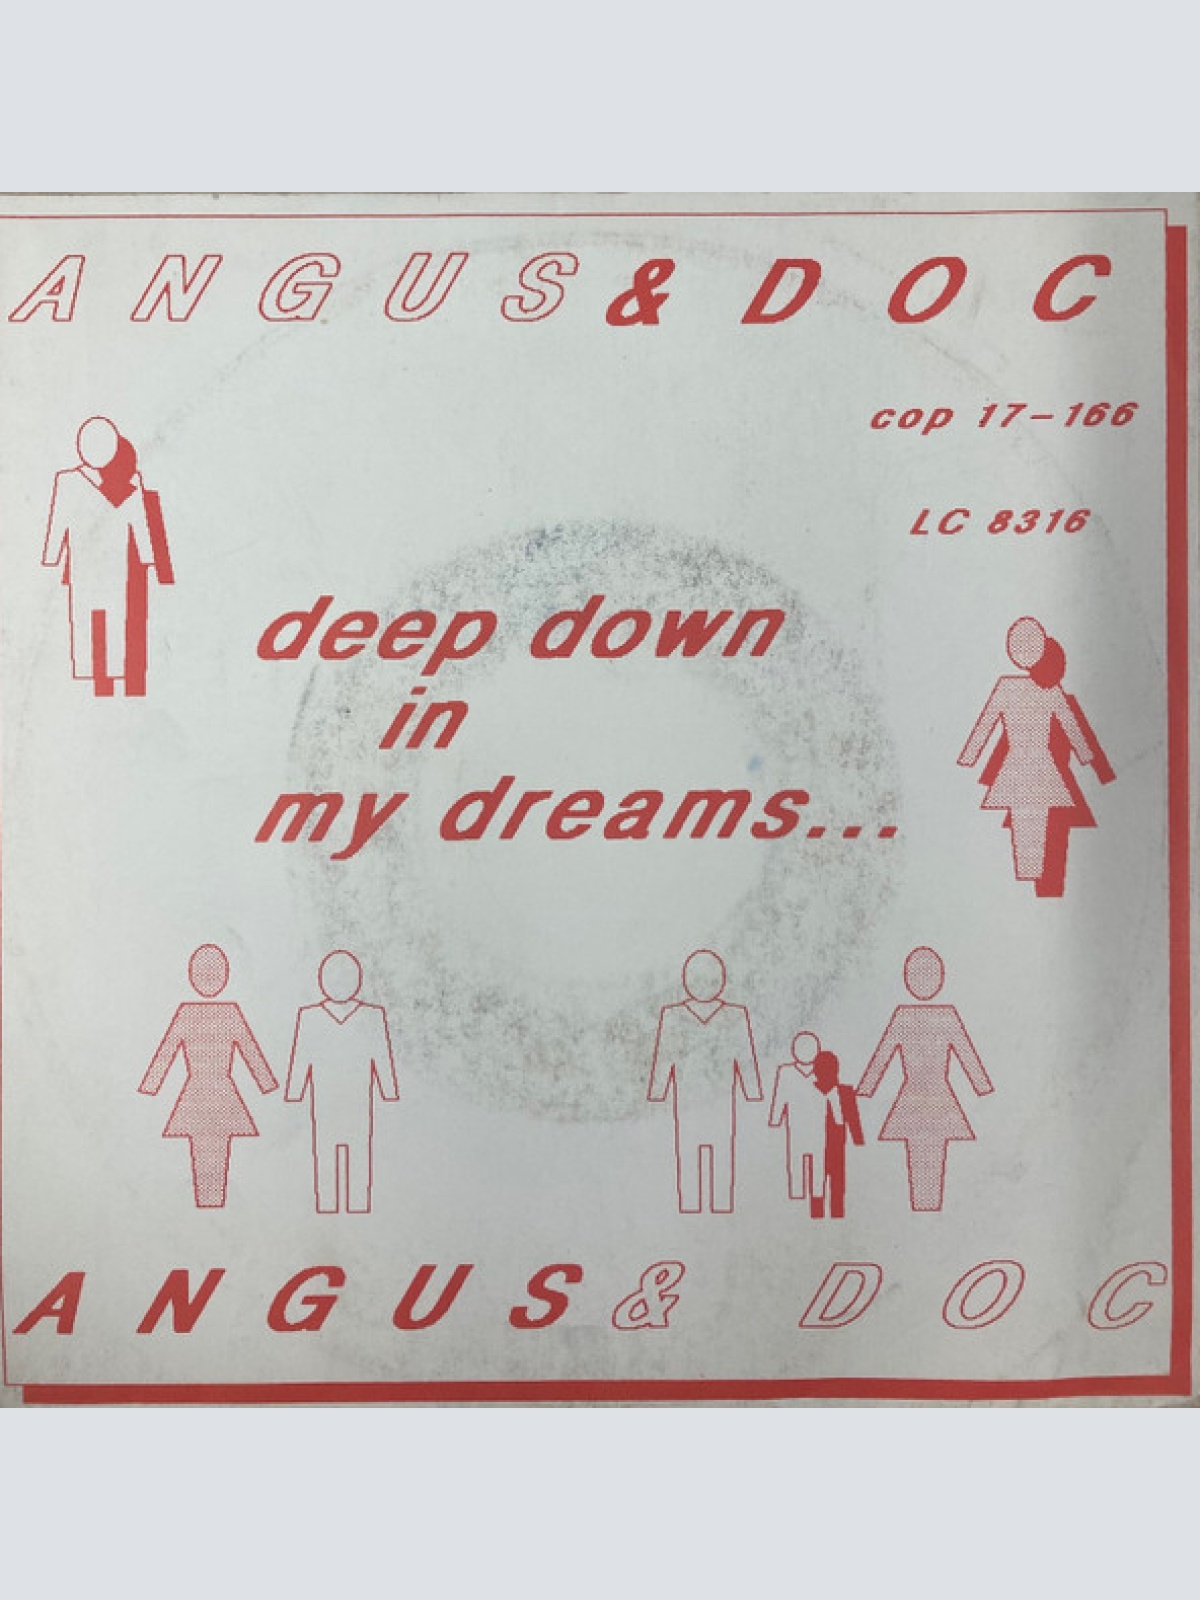 ANGUS & DOC
cop 17-166
LC 8316
deep down
in
my dreams...
ANGUS & DOC